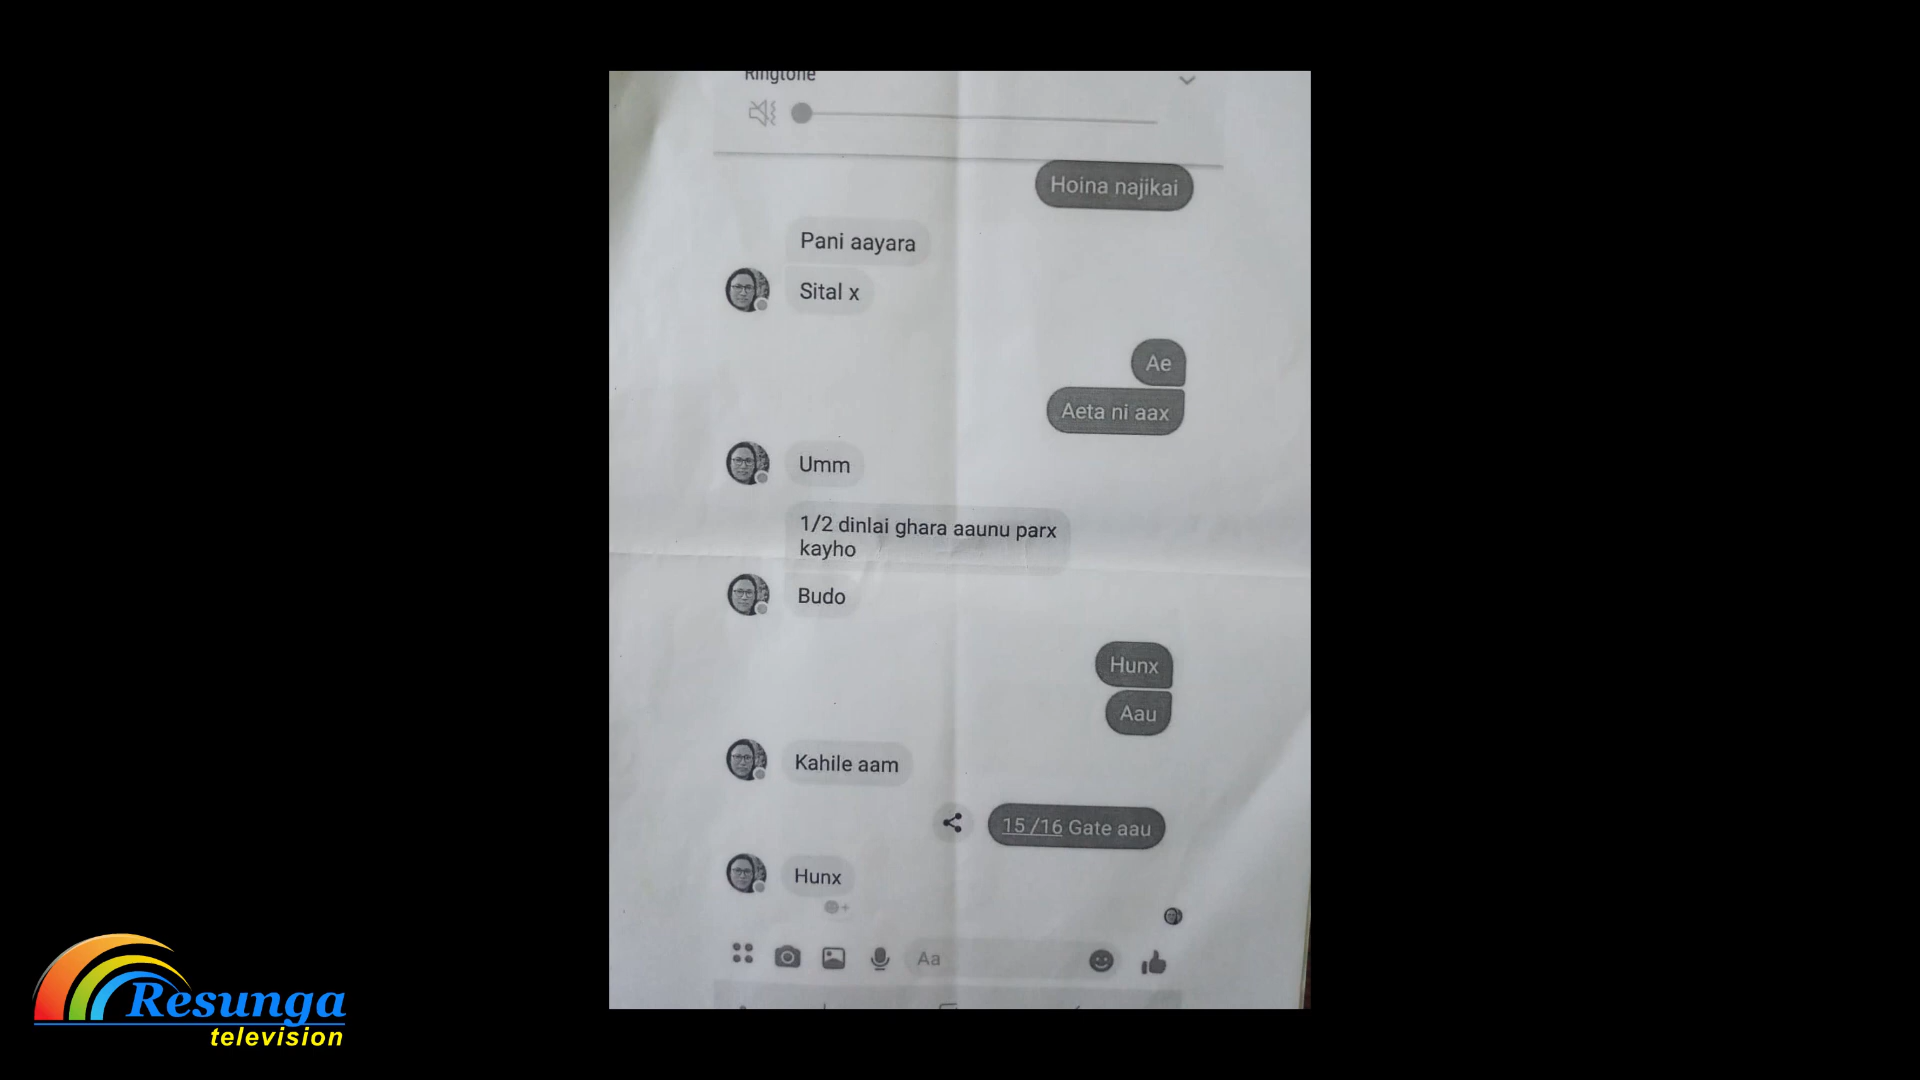 Ringtone
Hoina najikai
Pani aayara
Sital x
Ae
Aeta ni aax
Umm
1/2 dinlai ghara aaunu parx
kayho
Budo
Hunx
Aau
Kahile aam
15 /16 Gate aau
Hunx
Aa
Resunga
television